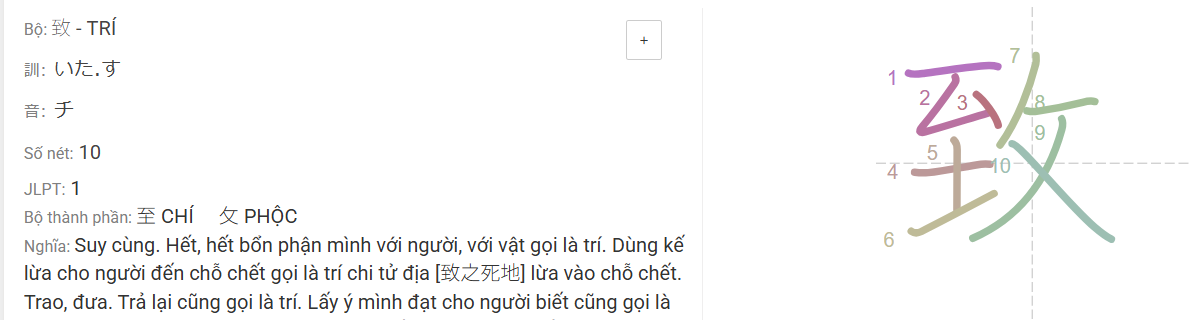 Bộ: 致 - TRÍ
+
訓: いた.す
音: チ
Số nét: 10
JLPT: 1
Bộ thành phần: 至 CHÍ 攵 PHỘC
Nghĩa: Suy cùng. Hết, hết bổn phận mình với người, với vật gọi là trí. Dùng kế
lừa cho người đến chỗ chết gọi là trí chi tử địa [致之死地] lừa vào chỗ chết.
Trao, đưa. Trả lại cũng gọi là trí. Lấy ý mình đạt cho người biết cũng gọi là
致
1
2
3
4
5
6
7
8
9
10